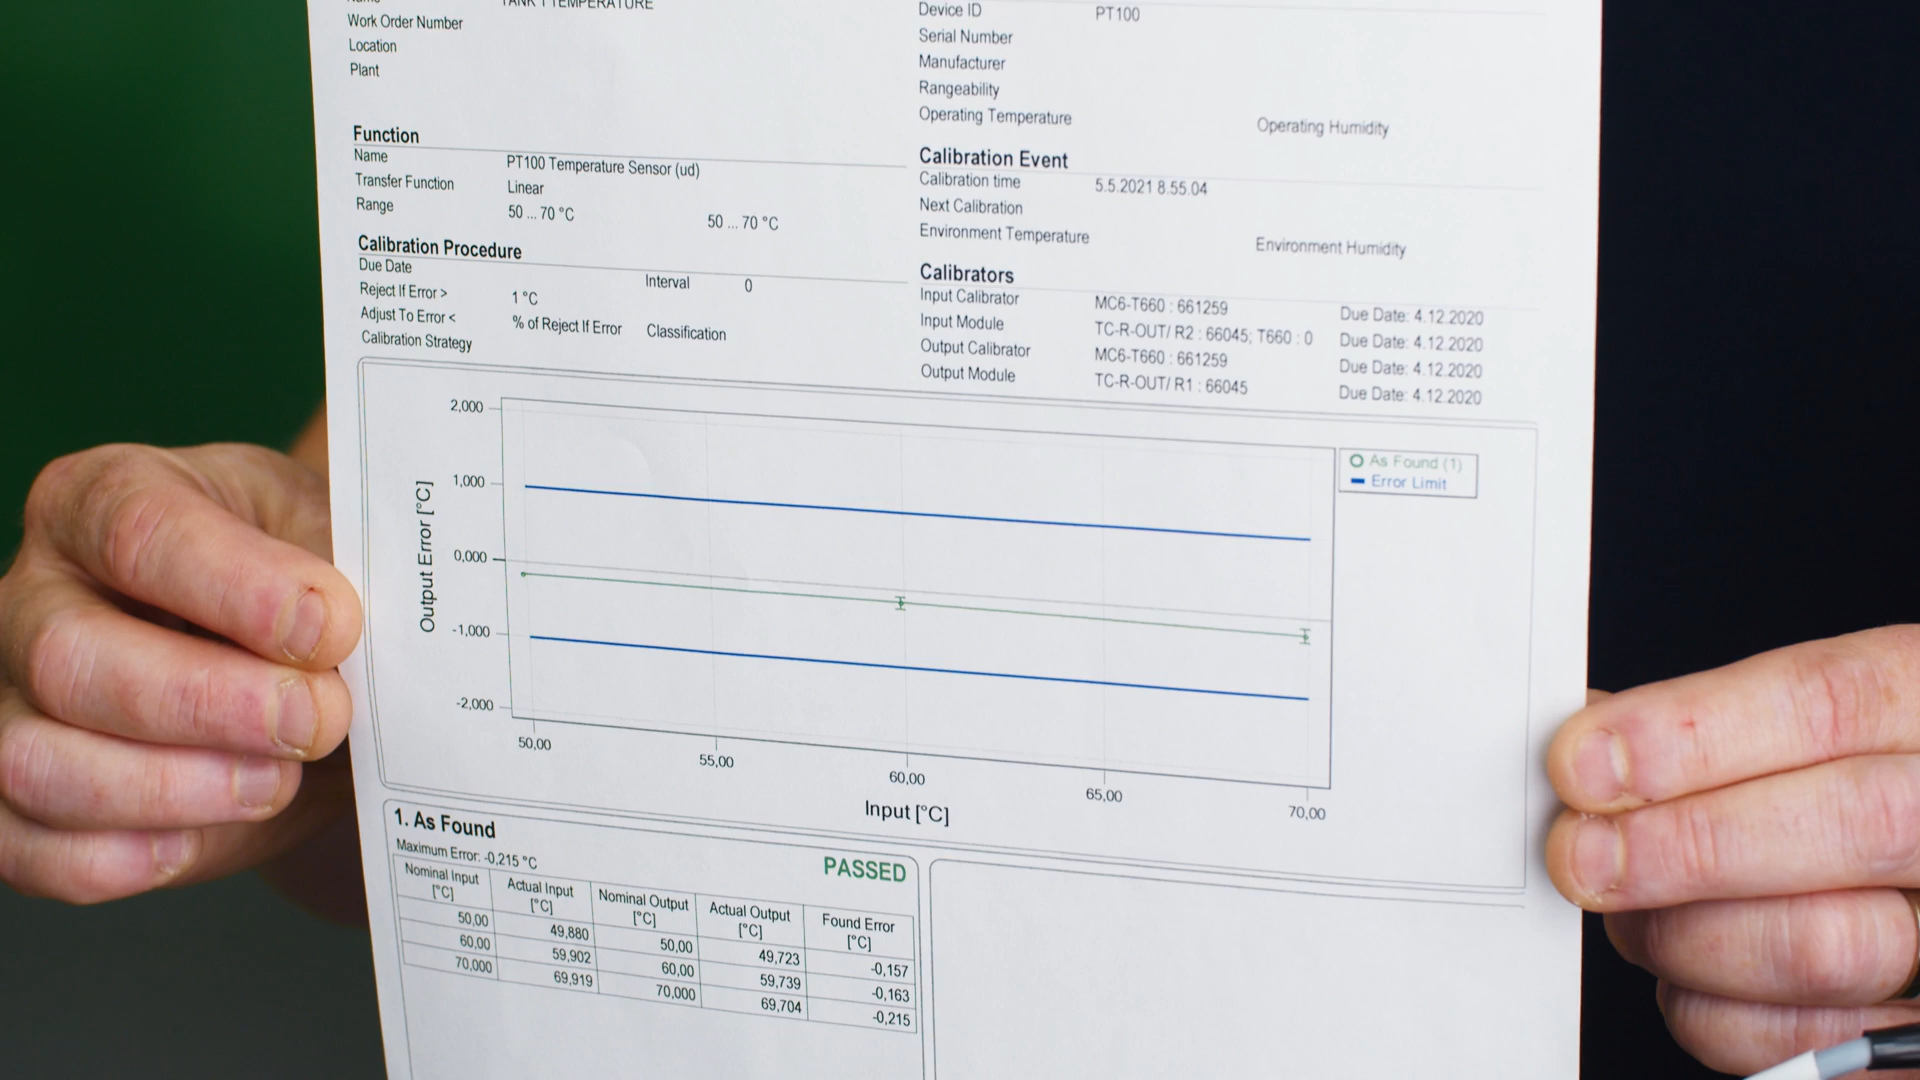 TANK 1 TEMPERATURE
Work Order Number
Location
Plant
Function
Name PT100 Temperature Sensor (ud)
Transfer Function Linear
Range 50 ... 70 °C 50 ... 70 °C
Calibration Procedure
Due Date Interval 0
Reject If Error > 1 °C
Adjust To Error < % of Reject If Error Classification
Calibration Strategy
Device ID PT100
Serial Number
Manufacturer
Rangeability
Operating Temperature Operating Humidity
Calibration Event
Calibration time 5.5.2021 8.55.04
Next Calibration
Environment Temperature Environment Humidity
Calibrators
Input Calibrator MC6-T660 : 661259 Due Date: 4.12.2020
Input Module TC-R-OUT/ R2 : 66045; T660 : 0 Due Date: 4.12.2020
Output Calibrator MC6-T660 : 661259 Due Date: 4.12.2020
Output Module TC-R-OUT/ R1 : 66045 Due Date: 4.12.2020
Output Error [°C]
2,000
1,000
0,000
-1,000
-2,000
50,00 55,00 60,00 65,00 70,00
Input [°C]
As Found (1)
Error Limit
1. As Found
Maximum Error: -0,215 °C PASSED
Nominal Input [°C] Actual Input [°C] Nominal Output [°C] Actual Output [°C] Found Error [°C]
50,00 49,880 50,00 49,723 -0,157
60,00 59,902 60,00 59,739 -0,163
70,000 69,919 70,000 69,704 -0,215